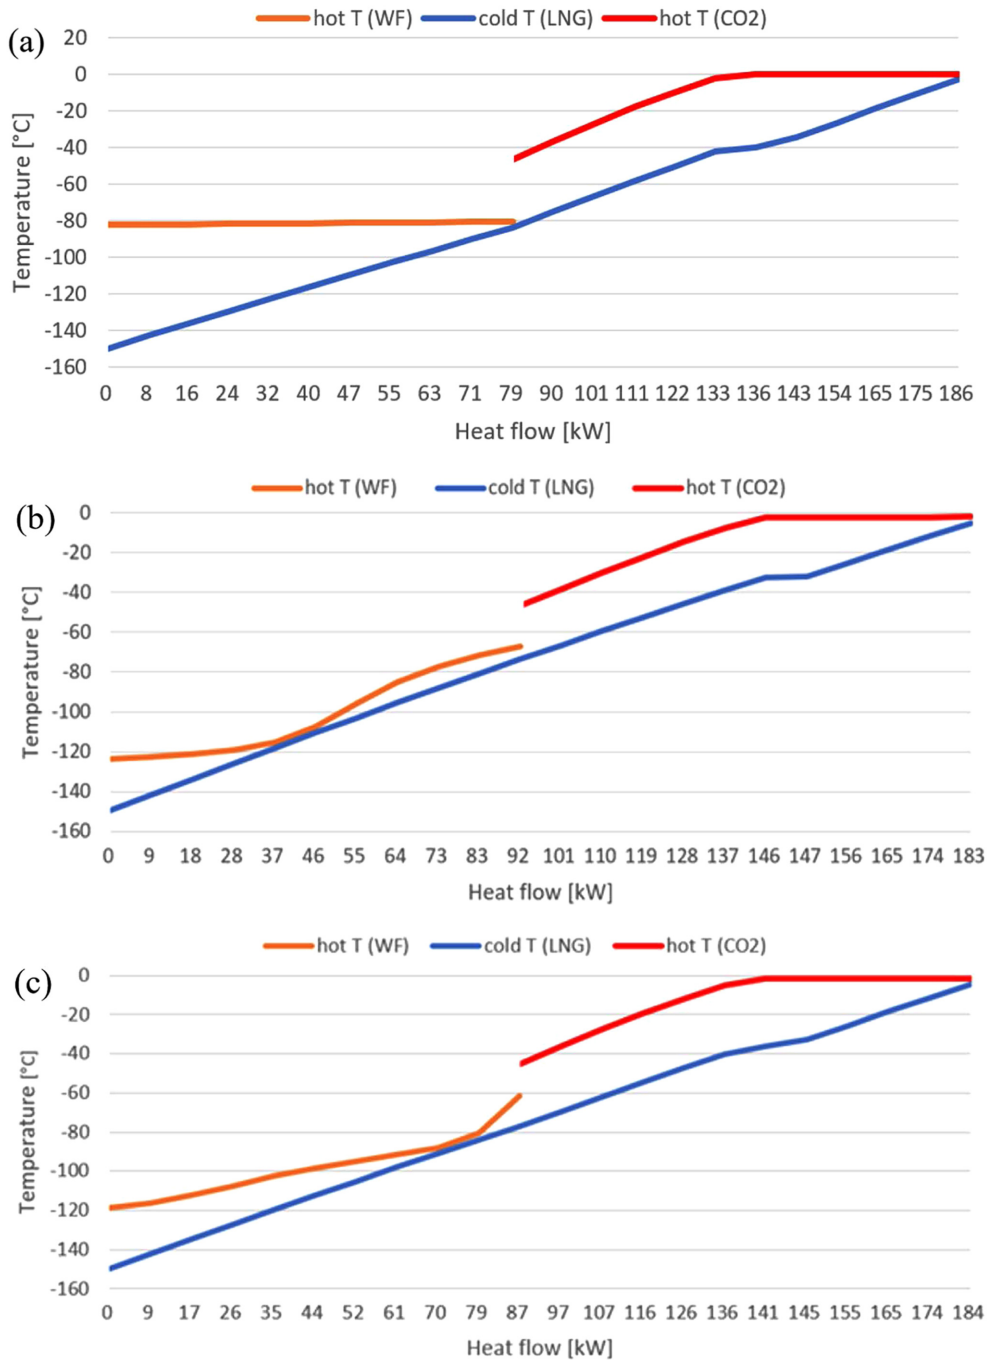 hot T (WF) cold T (LNG) hot T (CO2)
(a)
20
0
-20
-40
-60
-80
-100
-120
-140
-160
Temperature [°C]
0 8 16 24 32 40 47 55 63 71 79 90 101 111 122 133 136 143 154 165 175 186
Heat flow [kW]
hot T (WF) cold T (LNG) hot T (CO2)
(b)
0
-20
-40
-60
-80
-100
-120
-140
-160
Temperature [°C]
0 9 18 28 37 46 55 64 73 83 92 101 110 119 128 137 146 147 156 165 174 183
Heat flow [kW]
hot T (WF) cold T (LNG) hot T (CO2)
(c)
0
-20
-40
-60
-80
-100
-120
-140
-160
Temperature [°C]
0 9 17 26 35 44 52 61 70 79 87 97 107 116 126 136 141 145 155 165 174 184
Heat flow [kW]